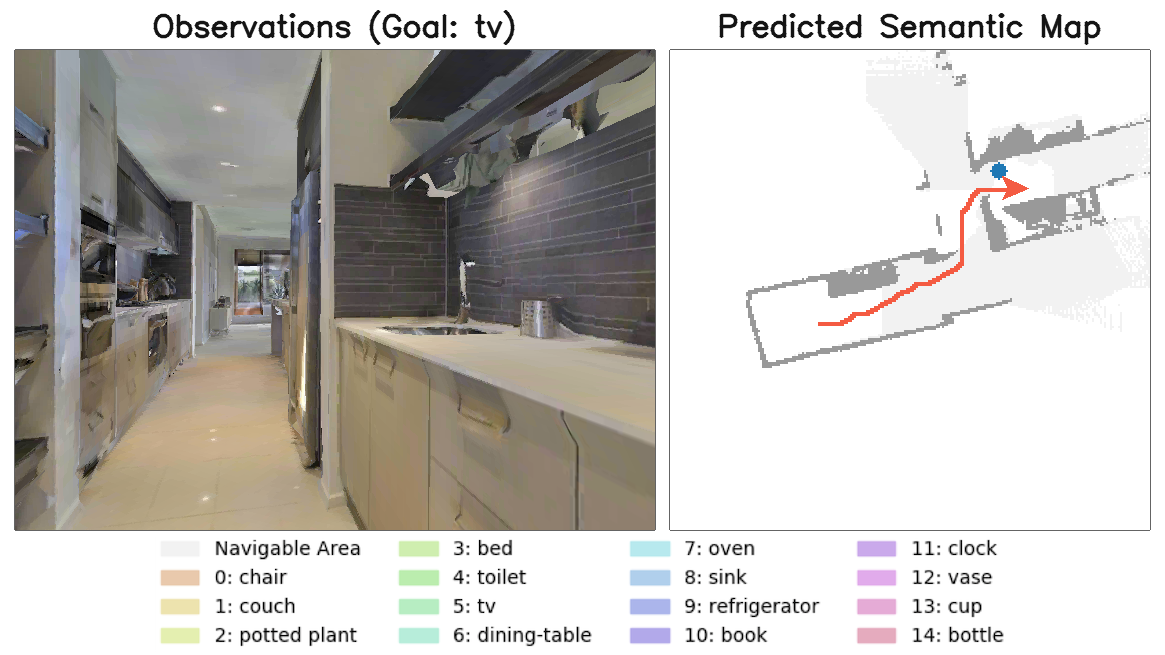 Observations (Goal: tv)
Predicted Semantic Map
Navigable Area
0: chair
1: couch
2: potted plant
3: bed
4: toilet
5: tv
6: dining-table
7: oven
8: sink
9: refrigerator
10: book
11: clock
12: vase
13: cup
14: bottle